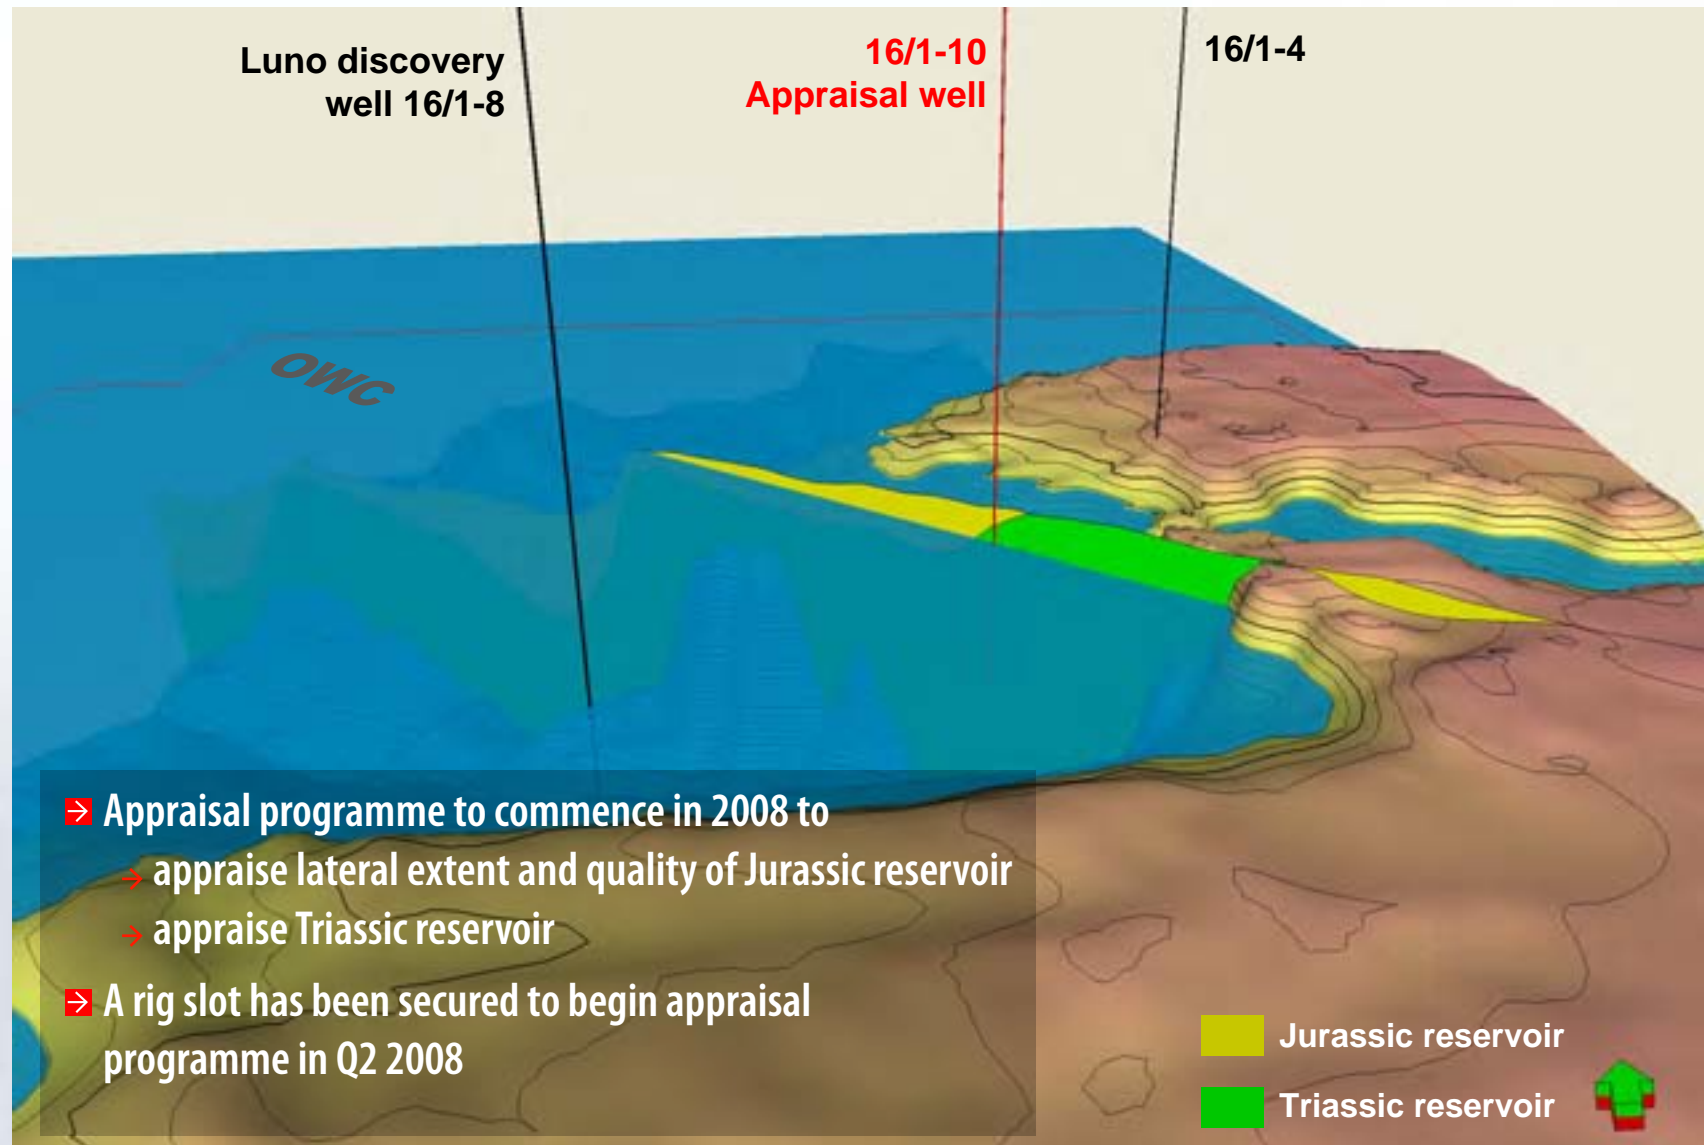 Luno discovery
well 16/1-8
16/1-10
Appraisal well
16/1-4
OWC
Appraisal programme to commence in 2008 to
appraise lateral extent and quality of Jurassic reservoir
appraise Triassic reservoir
A rig slot has been secured to begin appraisal
programme in Q2 2008
Jurassic reservoir
Triassic reservoir